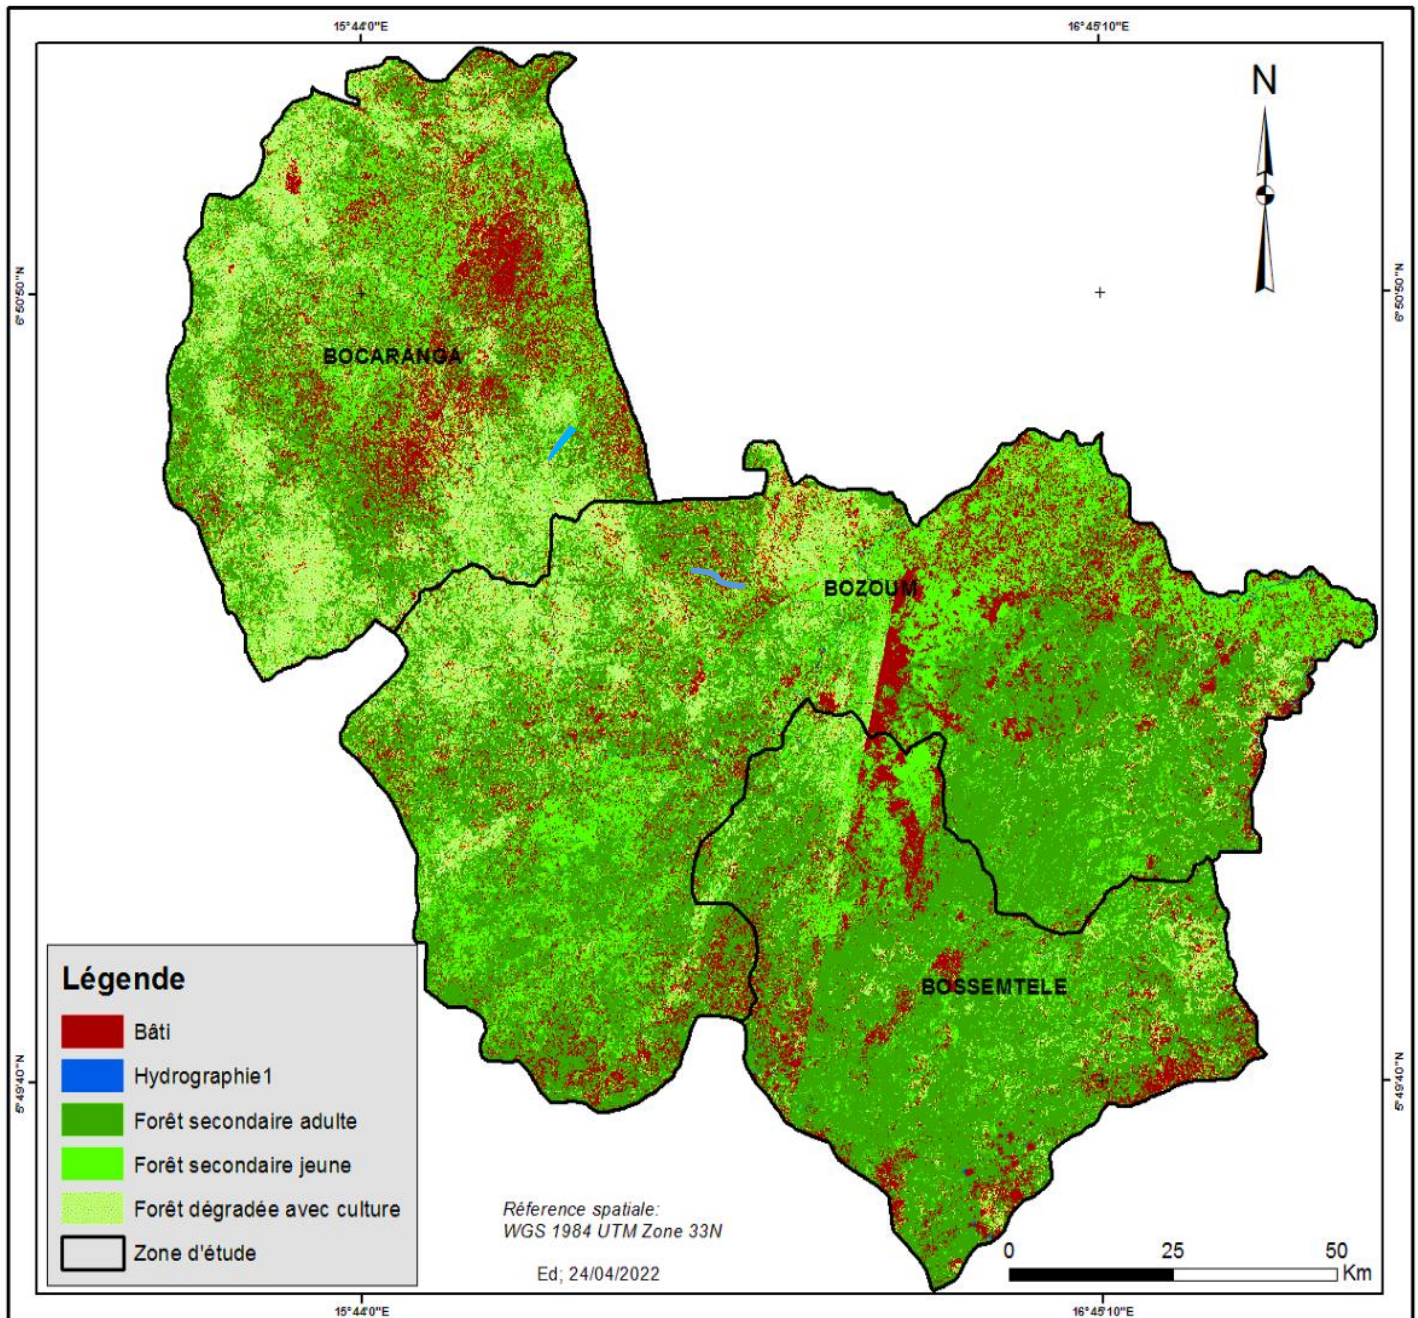 15°44'0"E
16°45'10"E
N
6°50'50"N
6°50'50"N
BOCARANGA
BOZOUM
BOSSEMTELE
Légende
Bâti
Hydrographie1
Forêt secondaire adulte
Forêt secondaire jeune
Forêt dégradée avec culture
Zone d'étude
5°49'40"N
5°49'40"N
Réference spatiale:
WGS 1984 UTM Zone 33N
Ed; 24/04/2022
0 25 50
Km
15°44'0"E
16°45'10"E